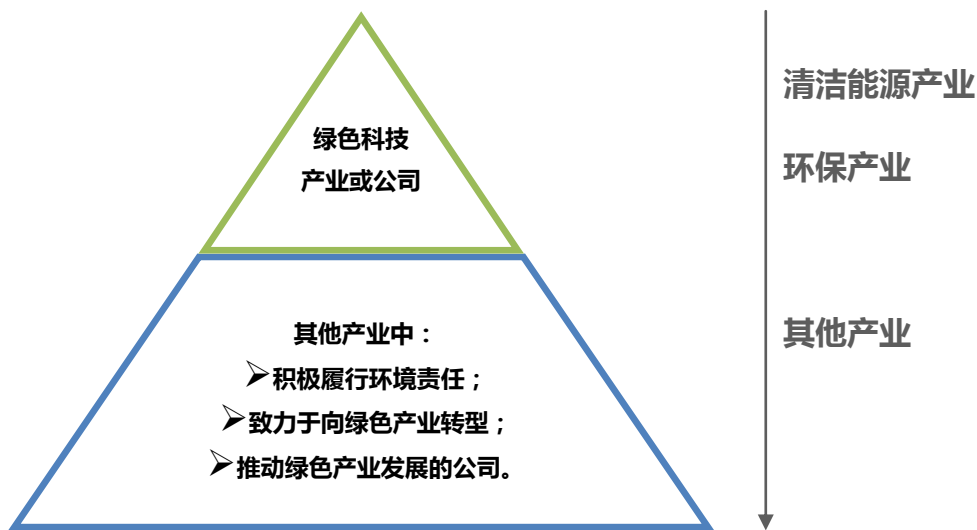 绿色科技
产业或公司
其他产业中：
➢积极履行环境责任；
➢致力于向绿色产业转型；
➢推动绿色产业发展的公司。
清洁能源产业
环保产业
其他产业